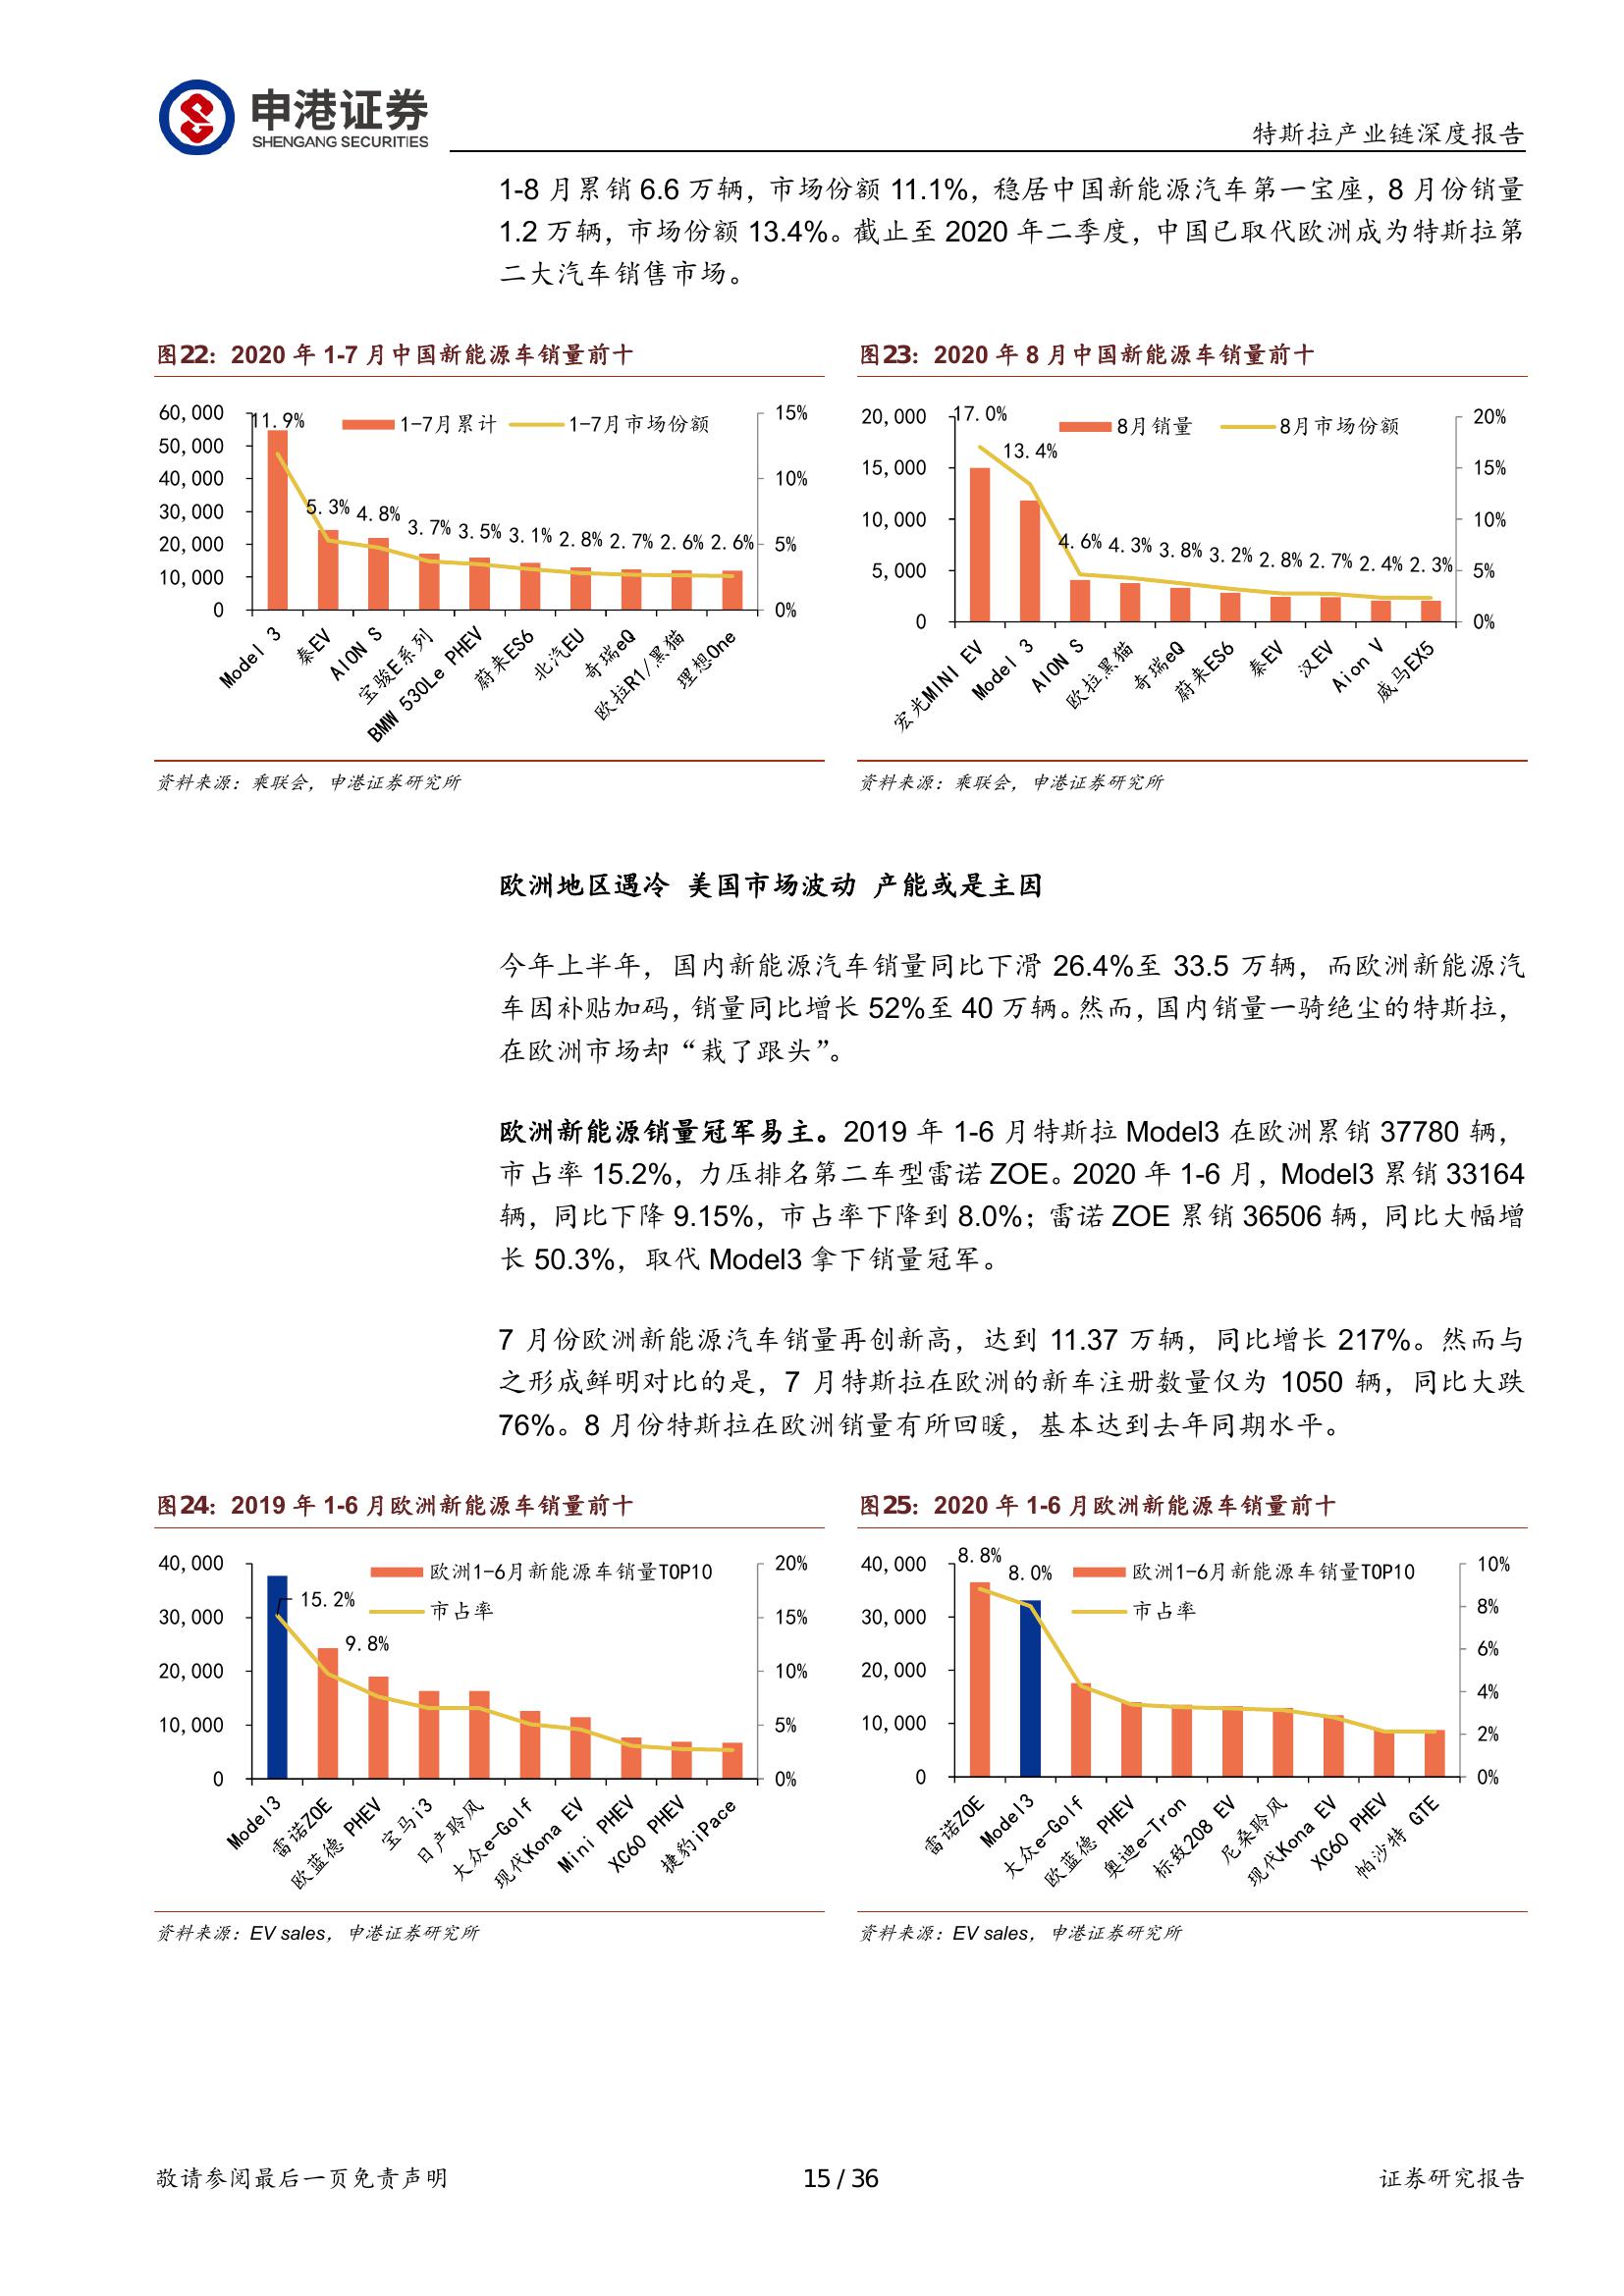 申港证券
SHENGANG SECURITIES
特斯拉产业链深度报告
1-8 月累销 6.6 万辆，市场份额 11.1%，稳居中国新能源汽车第一宝座，8 月份销量
1.2 万辆，市场份额 13.4%。截止至 2020 年二季度，中国已取代欧洲成为特斯拉第
二大汽车销售市场。
图22：2020 年 1-7 月中国新能源车销量前十
60,000
50,000
40,000
30,000
20,000
10,000
0
15%
10%
5%
0%
1-7月累计
1-7月市场份额
11.9%
5.3%
4.8%
3.7%
3.5%
3.1%
2.8%
2.7%
2.6%
2.6%
Model 3
秦EV
AION S
宝骏E系列
BMW 530Le PHEV
蔚来ES6
北汽EU
奇瑞eQ
欧拉R1/黑猫
理想One
资料来源：乘联会，申港证券研究所
图23：2020 年 8 月中国新能源车销量前十
20,000
15,000
10,000
5,000
0
20%
15%
10%
5%
0%
8月销量
8月市场份额
17.0%
13.4%
4.6%
4.3%
3.8%
3.2%
2.8%
2.7%
2.4%
2.3%
宏光MINI EV
Model 3
AION S
欧拉黑猫
奇瑞eQ
蔚来ES6
秦EV
汉EV
Aion V
威马EX5
资料来源：乘联会，申港证券研究所
欧洲地区遇冷 美国市场波动 产能或是主因
今年上半年，国内新能源汽车销量同比下滑 26.4%至 33.5 万辆，而欧洲新能源汽
车因补贴加码，销量同比增长 52%至 40 万辆。然而，国内销量一骑绝尘的特斯拉，
在欧洲市场却“栽了跟头”。
欧洲新能源销量冠军易主。2019 年 1-6 月特斯拉 Model3 在欧洲累销 37780 辆，
市占率 15.2%，力压排名第二车型雷诺 ZOE。2020 年 1-6 月，Model3 累销 33164
辆，同比下降 9.15%，市占率下降到 8.0%；雷诺 ZOE 累销 36506 辆，同比大幅增
长 50.3%，取代 Model3 拿下销量冠军。
7 月份欧洲新能源汽车销量再创新高，达到 11.37 万辆，同比增长 217%。然而与
之形成鲜明对比的是，7 月特斯拉在欧洲的新车注册数量仅为 1050 辆，同比大跌
76%。8 月份特斯拉在欧洲销量有所回暖，基本达到去年同期水平。
图24：2019 年 1-6 月欧洲新能源车销量前十
40,000
30,000
20,000
10,000
0
20%
15%
10%
5%
0%
欧洲1-6月新能源车销量TOP10
市占率
15.2%
9.8%
Model3
雷诺ZOE
欧蓝德 PHEV
宝马i3
日产聆风
大众e-Golf
现代Kona EV
Mini PHEV
XC60 PHEV
捷豹iPace
资料来源：EV sales，申港证券研究所
图25：2020 年 1-6 月欧洲新能源车销量前十
40,000
30,000
20,000
10,000
0
10%
8%
6%
4%
2%
0%
欧洲1-6月新能源车销量TOP10
市占率
8.8%
8.0%
雷诺ZOE
Model3
大众e-Golf
欧蓝德 PHEV
奥迪e-Tron
标致208 EV
尼桑聆风
现代Kona EV
XC60 PHEV
帕沙特 GTE
资料来源：EV sales，申港证券研究所
敬请参阅最后一页免责声明
15 / 36
证券研究报告